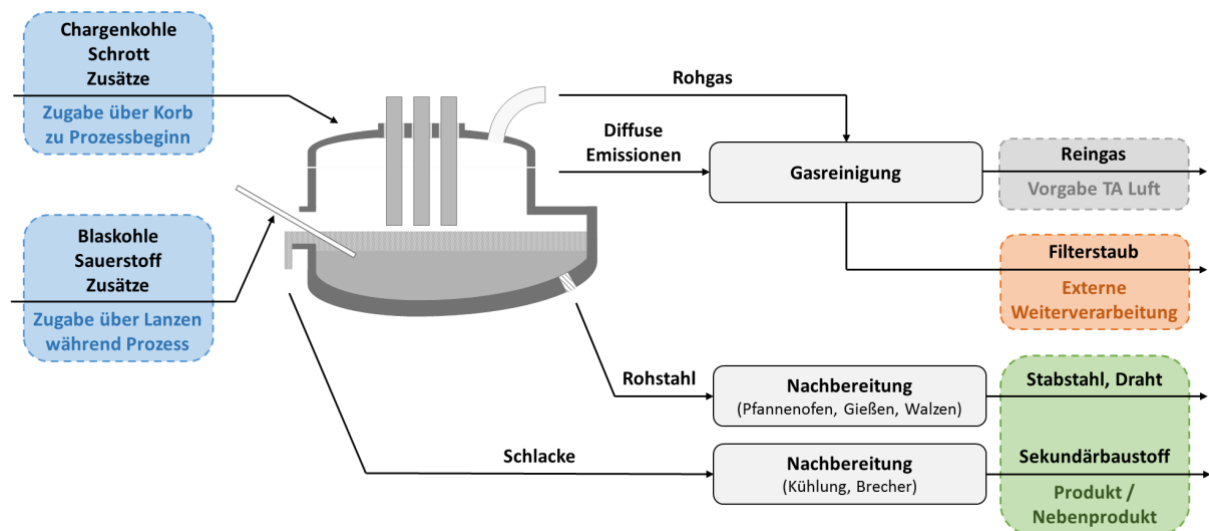 Chargenkohle
Schrott
Zusätze
Zugabe über Korb
zu Prozessbeginn
Blaskohle
Sauerstoff
Zusätze
Zugabe über Lanzen
während Prozess
Rohgas
Diffuse
Emissionen
Gasreinigung
Reingas
Vorgabe TA Luft
Filterstaub
Externe
Weiterverarbeitung
Rohstahl
Nachbereitung
(Pfannenofen, Gießen, Walzen)
Stabstahl, Draht
Schlacke
Nachbereitung
(Kühlung, Brecher)
Sekundärbaustoff
Produkt /
Nebenprodukt